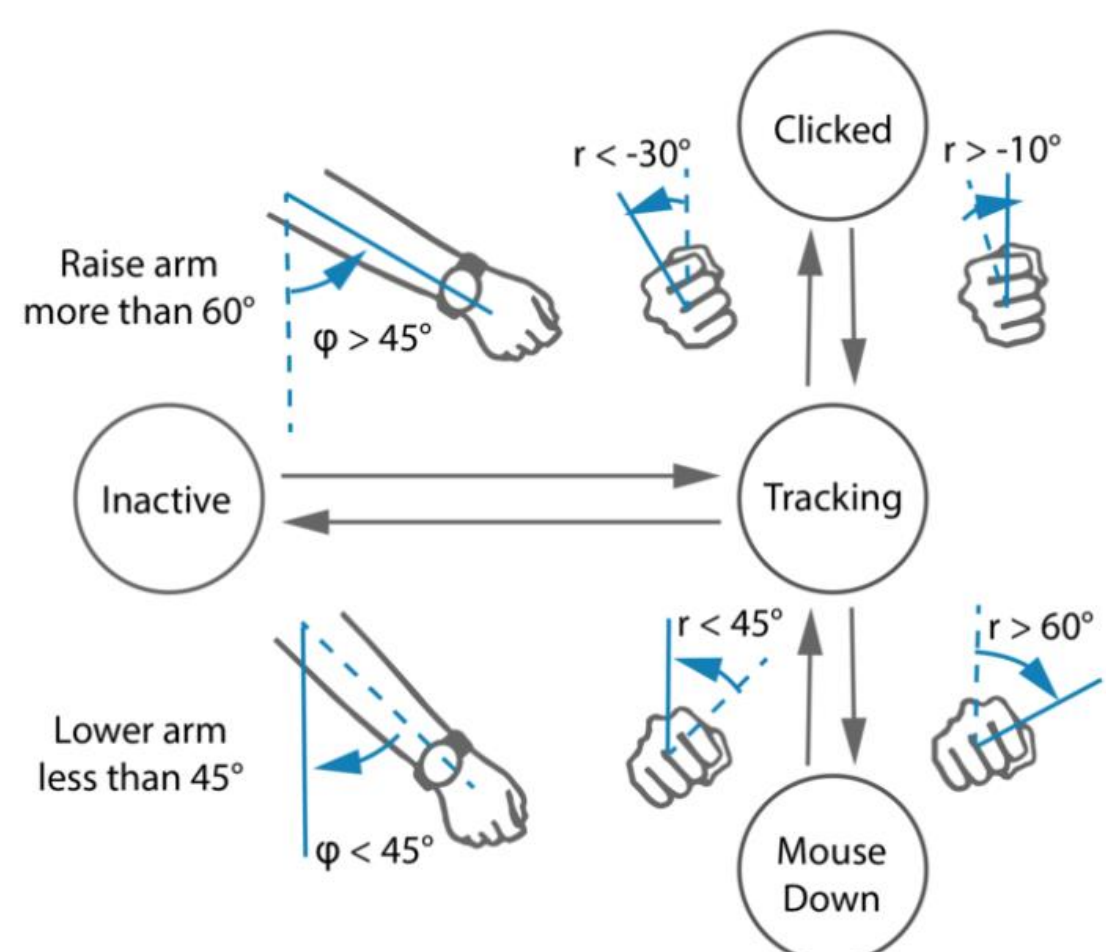 Clicked
r < -30°
r > -10°
Raise arm
more than 60°
φ > 45°
Inactive
Tracking
r < 45°
r > 60°
Lower arm
less than 45°
φ < 45°
Mouse
Down